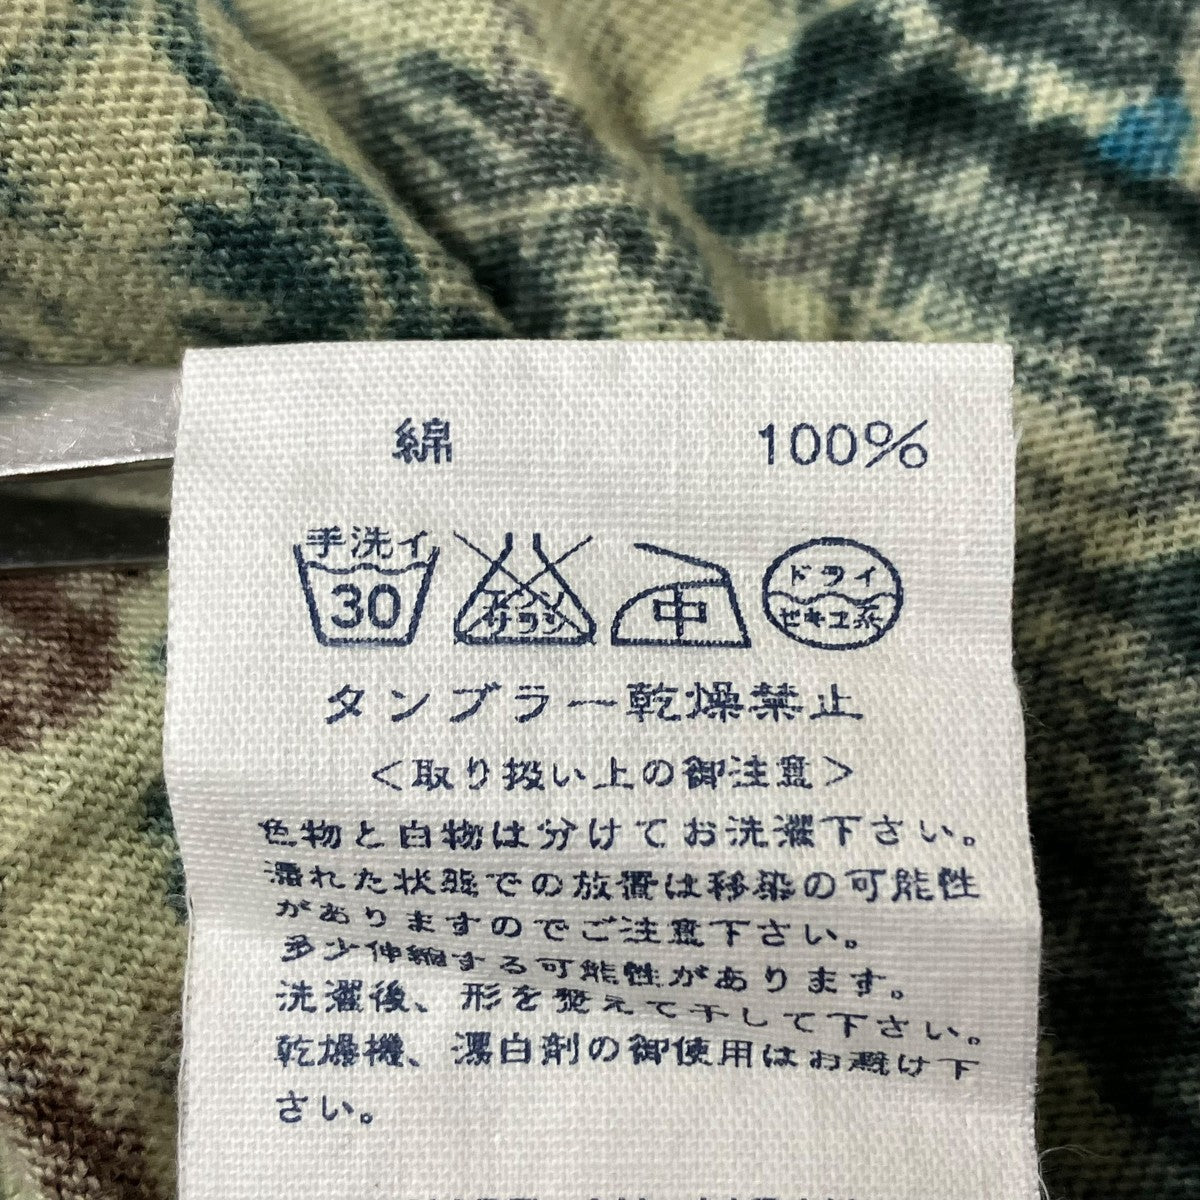 綿 100%
手洗イ
30
エンソ
サラシ
中
ドライ
セキユ系
タンブラー乾燥禁止
<取り扱い上の御注意>
色物と白物は分けてお洗濯下さい。
濡れた状態での放置は移染の可能性
がありますのでご注意下さい。
多少伸縮する可能性があります。
洗濯後、形を整えて干して下さい。
乾燥機、漂白剤の御使用はお避け下
さい。